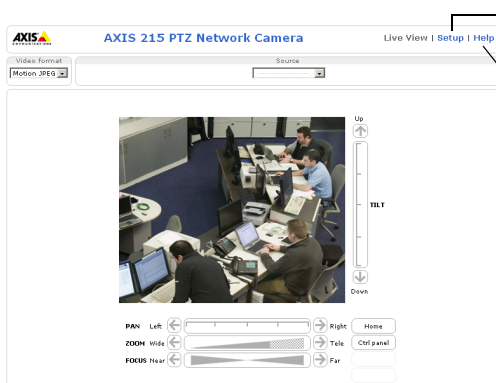 AXIS
COMMUNICATIONS
AXIS 215 PTZ Network Camera
Live View | Setup | Help
Video format
Source
Motion JPEG
Up
TILT
Down
PAN Left Right Home
ZOOM Wide Tele Ctrl panel
FOCUS Near Far